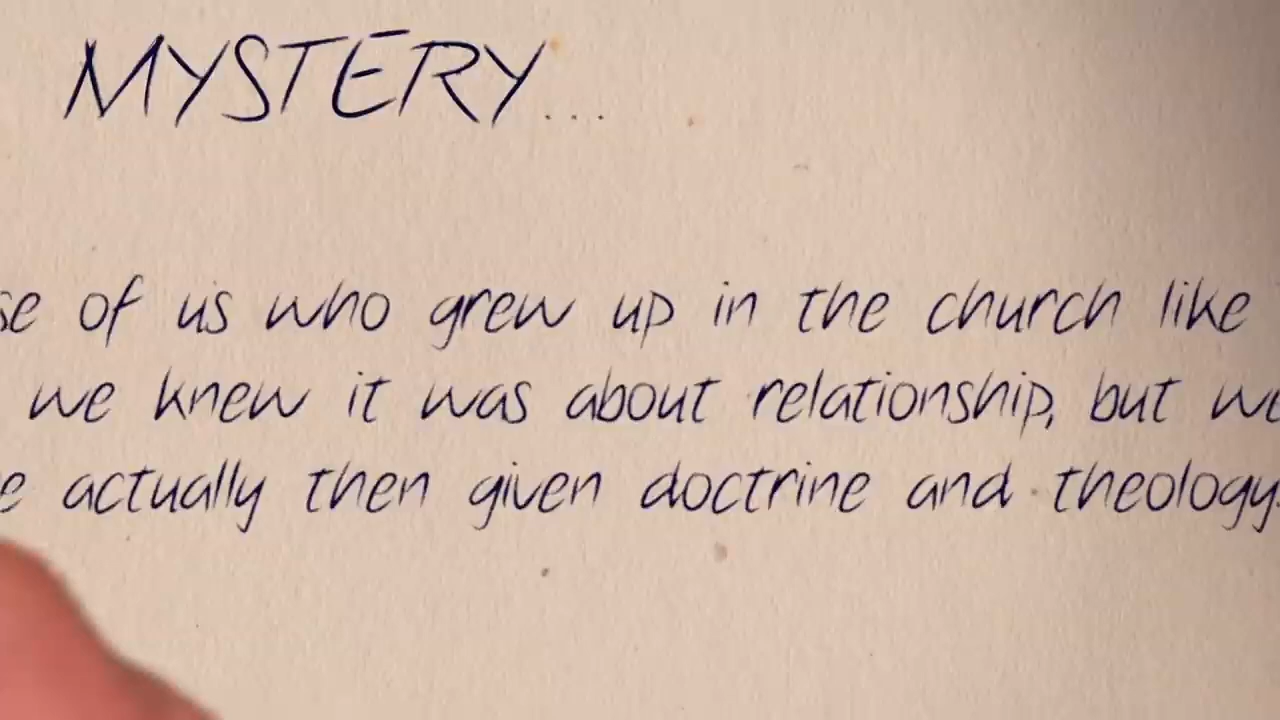 MYSTERY...
se of us who grew up in the church like
we knew it was about relationship, but we
e actually then given doctrine and theology.